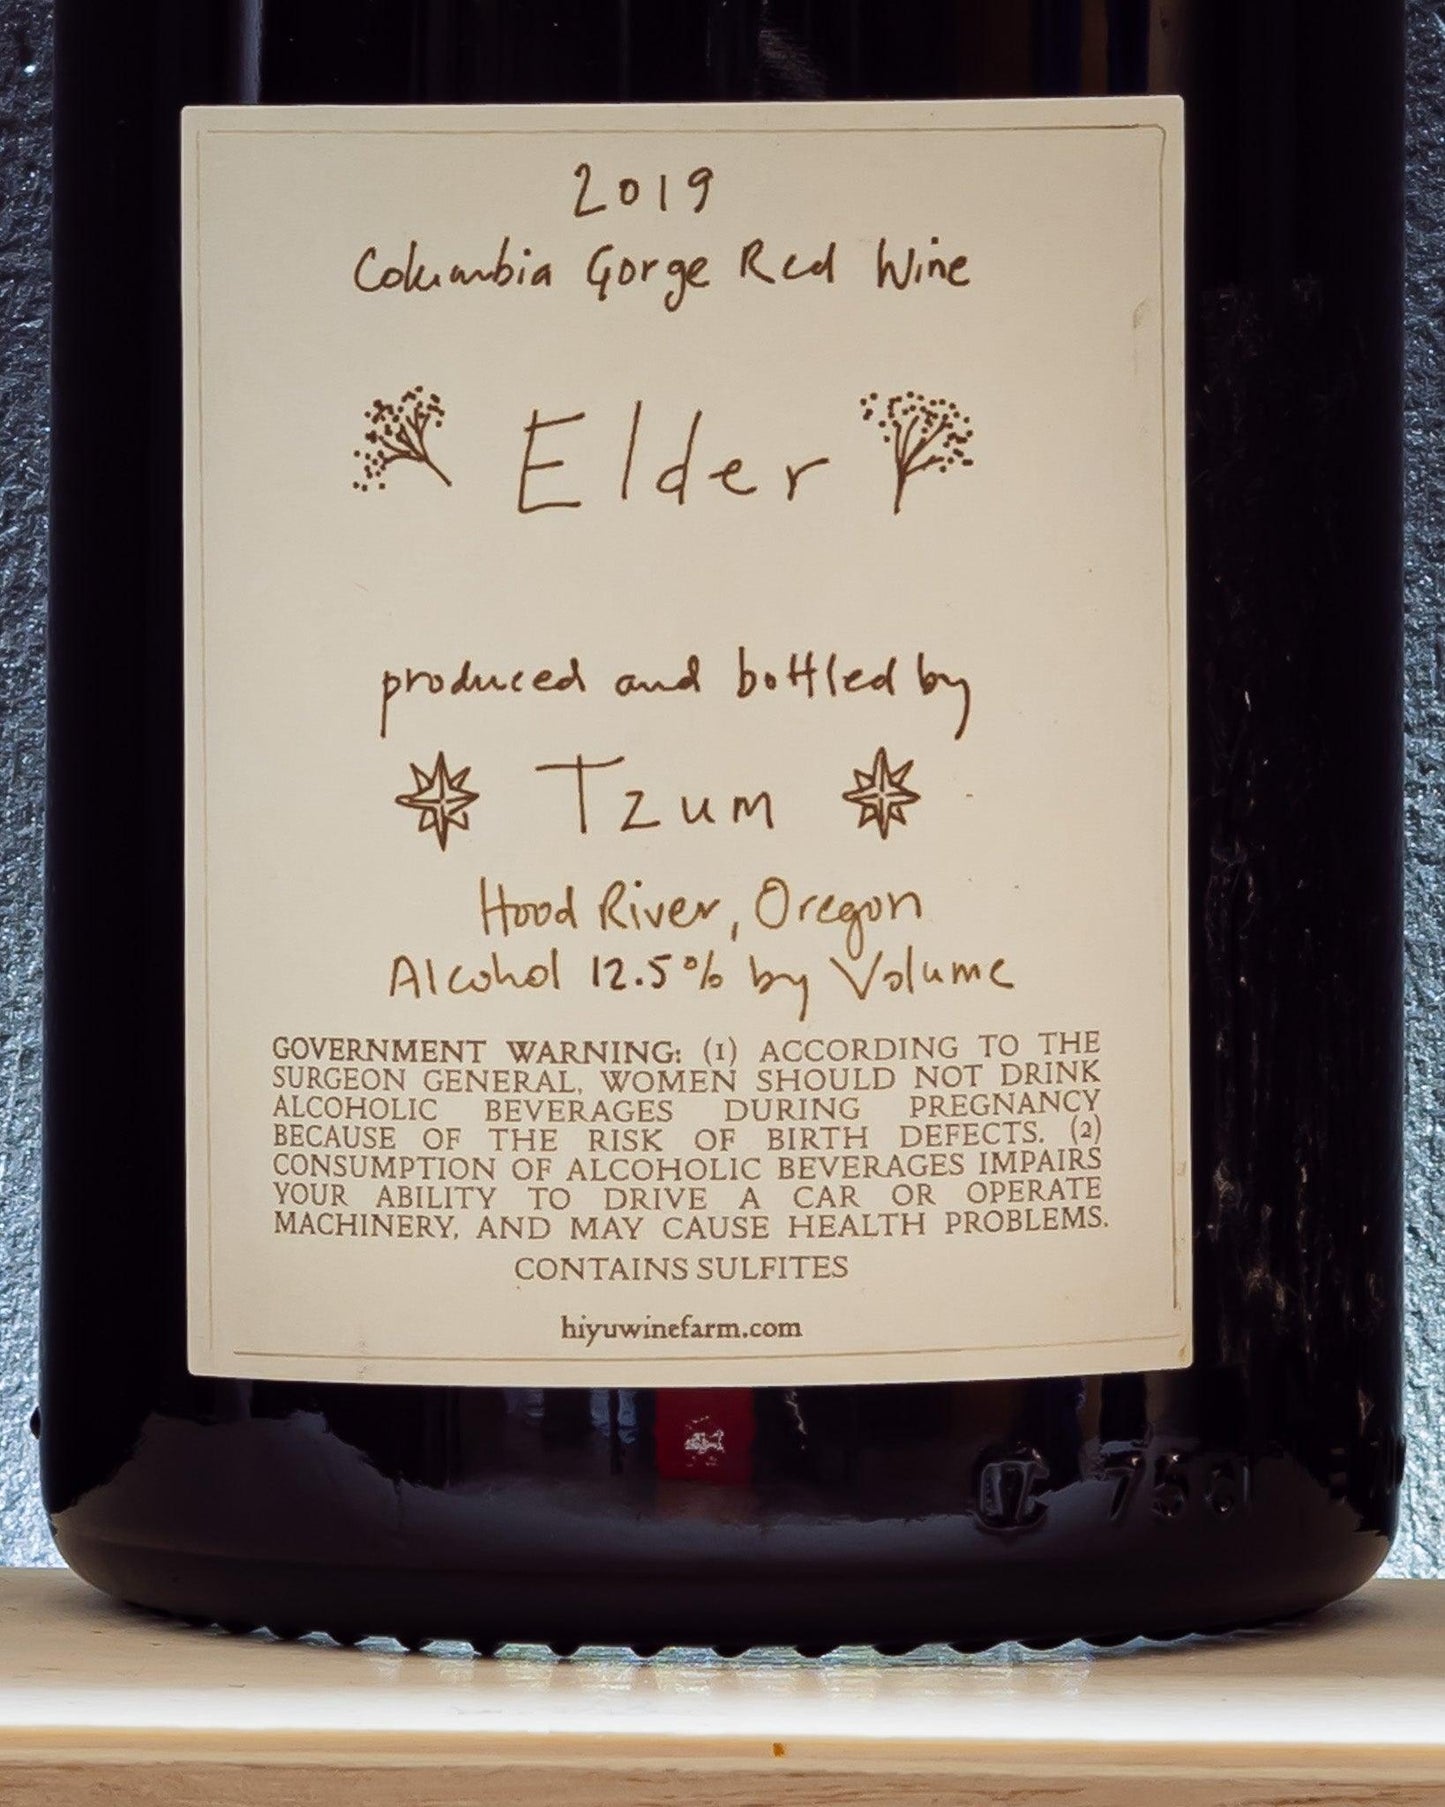 2019
Columbia Gorge Red Wine
Elder
produced and bottled by
Tzum
Hood River, Oregon
Alcohol 12.5% by Volume
GOVERNMENT WARNING: (1) ACCORDING TO THE
SURGEON GENERAL, WOMEN SHOULD NOT DRINK
ALCOHOLIC BEVERAGES DURING PREGNANCY
BECAUSE OF THE RISK OF BIRTH DEFECTS. (2)
CONSUMPTION OF ALCOHOLIC BEVERAGES IMPAIRS
YOUR ABILITY TO DRIVE A CAR OR OPERATE
MACHINERY, AND MAY CAUSE HEALTH PROBLEMS.
CONTAINS SULFITES
hiyuwinefarm.com
75cl